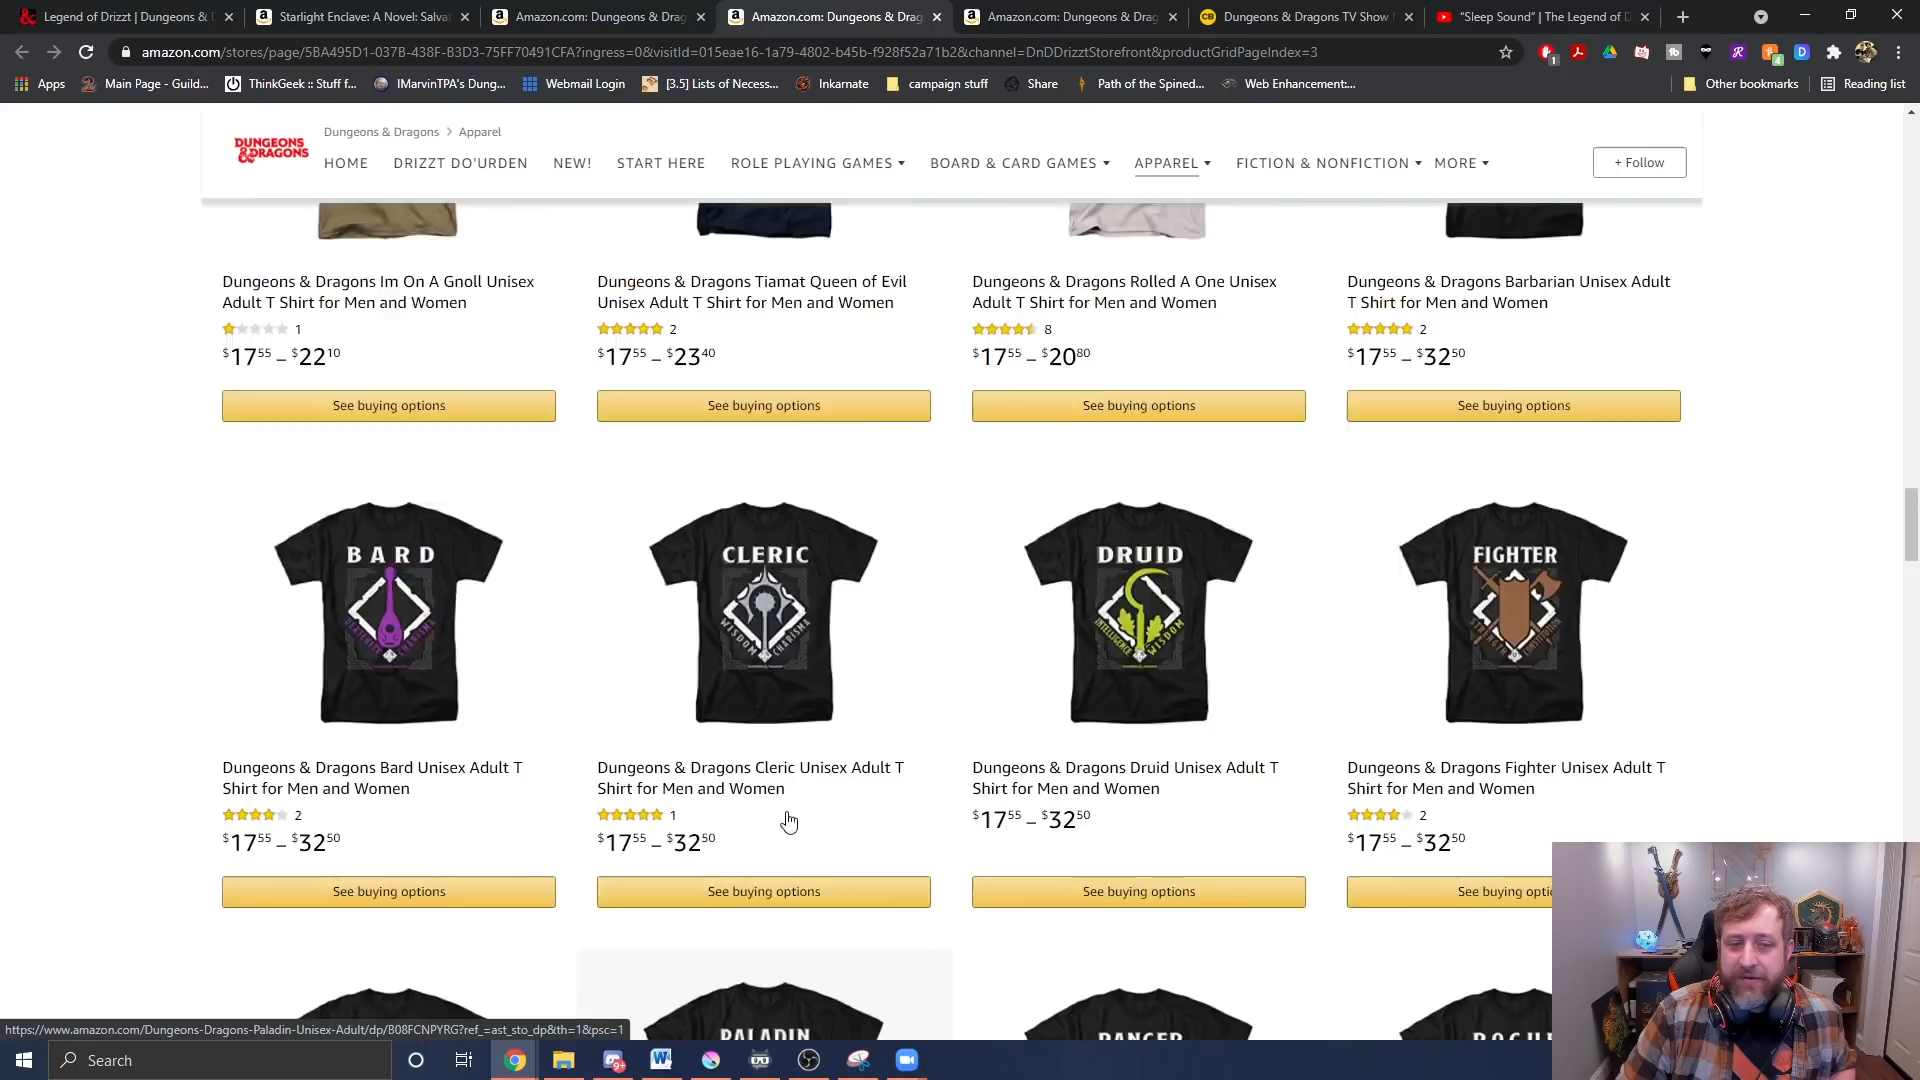 Legend of Drizzt | Dungeons & D
Starlight Enclave: A Novel: Salva
Amazon.com: Dungeons & Drag
Amazon.com: Dungeons & Drag
Amazon.com: Dungeons & Drag
CB Dungeons & Dragons TV Show
"Sleep Sound" | The Legend of D
amazon.com/stores/page/5BA495D1-037B-438F-B3D3-75FF70491CFA?ingress=0&visitId=015eae16-1a79-4802-b45b-f928f52a71b2&channel=DnDDrizztStorefront&productGridPageIndex=3
Apps
Main Page - Guild...
ThinkGeek :: Stuff f...
IMarvinTPA's Dung...
Webmail Login
[3.5] Lists of Necess...
Inkarnate
campaign stuff
Share
Path of the Spined...
Web Enhancement...
Other bookmarks
Reading list
DUNGEONS & DRAGONS
Dungeons & Dragons > Apparel
HOME
DRIZZT DO'URDEN
NEW!
START HERE
ROLE PLAYING GAMES
BOARD & CARD GAMES
APPAREL
FICTION & NONFICTION
MORE
+ Follow
Dungeons & Dragons Im On A Gnoll Unisex
Adult T Shirt for Men and Women
1
$17.55 – $22.10
See buying options
Dungeons & Dragons Tiamat Queen of Evil
Unisex Adult T Shirt for Men and Women
2
$17.55 – $23.40
See buying options
Dungeons & Dragons Rolled A One Unisex
Adult T Shirt for Men and Women
8
$17.55 – $20.80
See buying options
Dungeons & Dragons Barbarian Unisex Adult
T Shirt for Men and Women
2
$17.55 – $32.50
See buying options
BARD
CHARISMA
CLERIC
WISDOM
CHARISMA
DRUID
INTELLIGENCE
WISDOM
FIGHTER
STRENGTH
CONSTITUTION
Dungeons & Dragons Bard Unisex Adult T
Shirt for Men and Women
2
$17.55 – $32.50
See buying options
Dungeons & Dragons Cleric Unisex Adult T
Shirt for Men and Women
1
$17.55 – $32.50
See buying options
Dungeons & Dragons Druid Unisex Adult T
Shirt for Men and Women
$17.55 – $32.50
See buying options
Dungeons & Dragons Fighter Unisex Adult T
Shirt for Men and Women
2
$17.55 – $32.50
See buying optio
PALADIN
RANGER
ROGUE
https://www.amazon.com/Dungeons-Dragons-Paladin-Unisex-Adult/dp/B08FCNPYRG?ref_=ast_sto_dp&th=1&psc=1
Search
9+